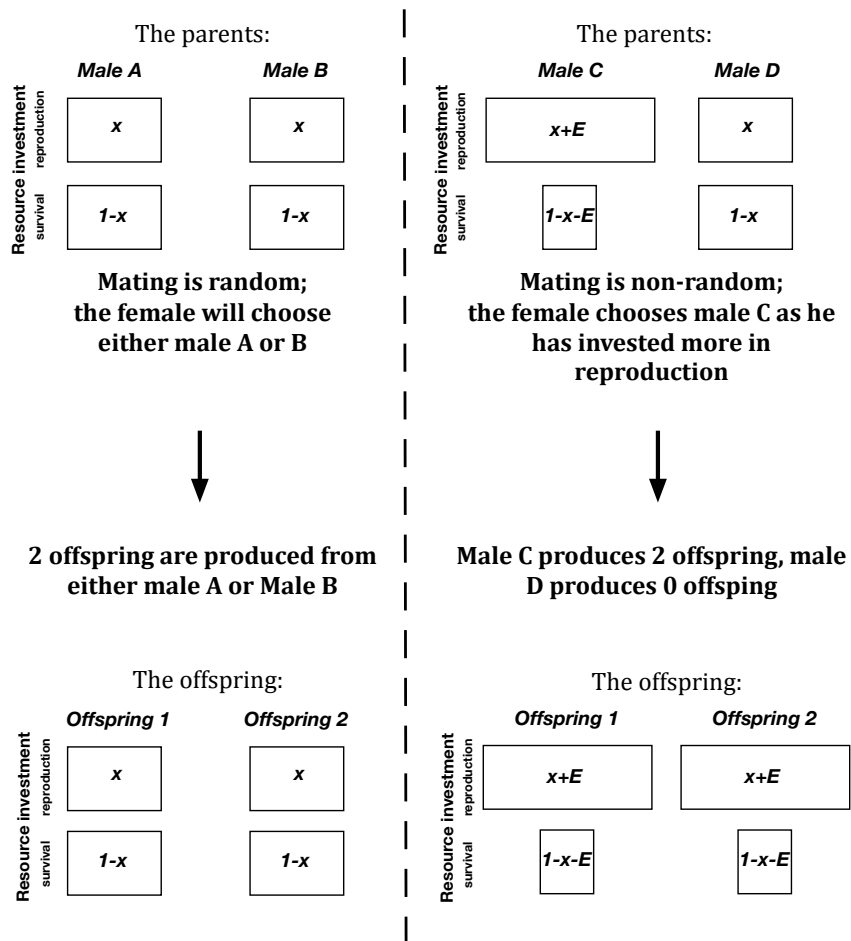 The parents:
Male A Male B
Resource investment
reproduction
x x
survival
1-x 1-x
Mating is random;
the female will choose
either male A or B
2 offspring are produced from
either male A or Male B
The offspring:
Offspring 1 Offspring 2
Resource investment
reproduction
x x
survival
1-x 1-x
The parents:
Male C Male D
Resource investment
reproduction
x+E x
survival
1-x-E 1-x
Mating is non-random;
the female chooses male C as he
has invested more in
reproduction
Male C produces 2 offspring, male
D produces 0 offsping
The offspring:
Offspring 1 Offspring 2
Resource investment
reproduction
x+E x+E
survival
1-x-E 1-x-E